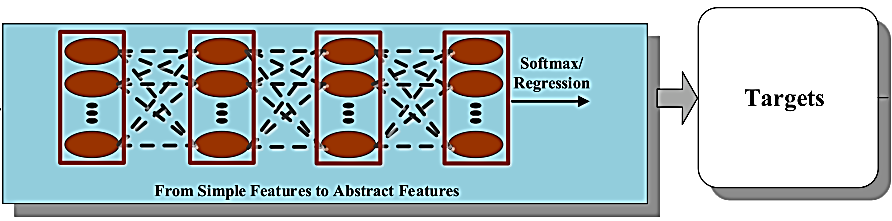 Softmax/
Regression
Targets
From Simple Features to Abstract Features